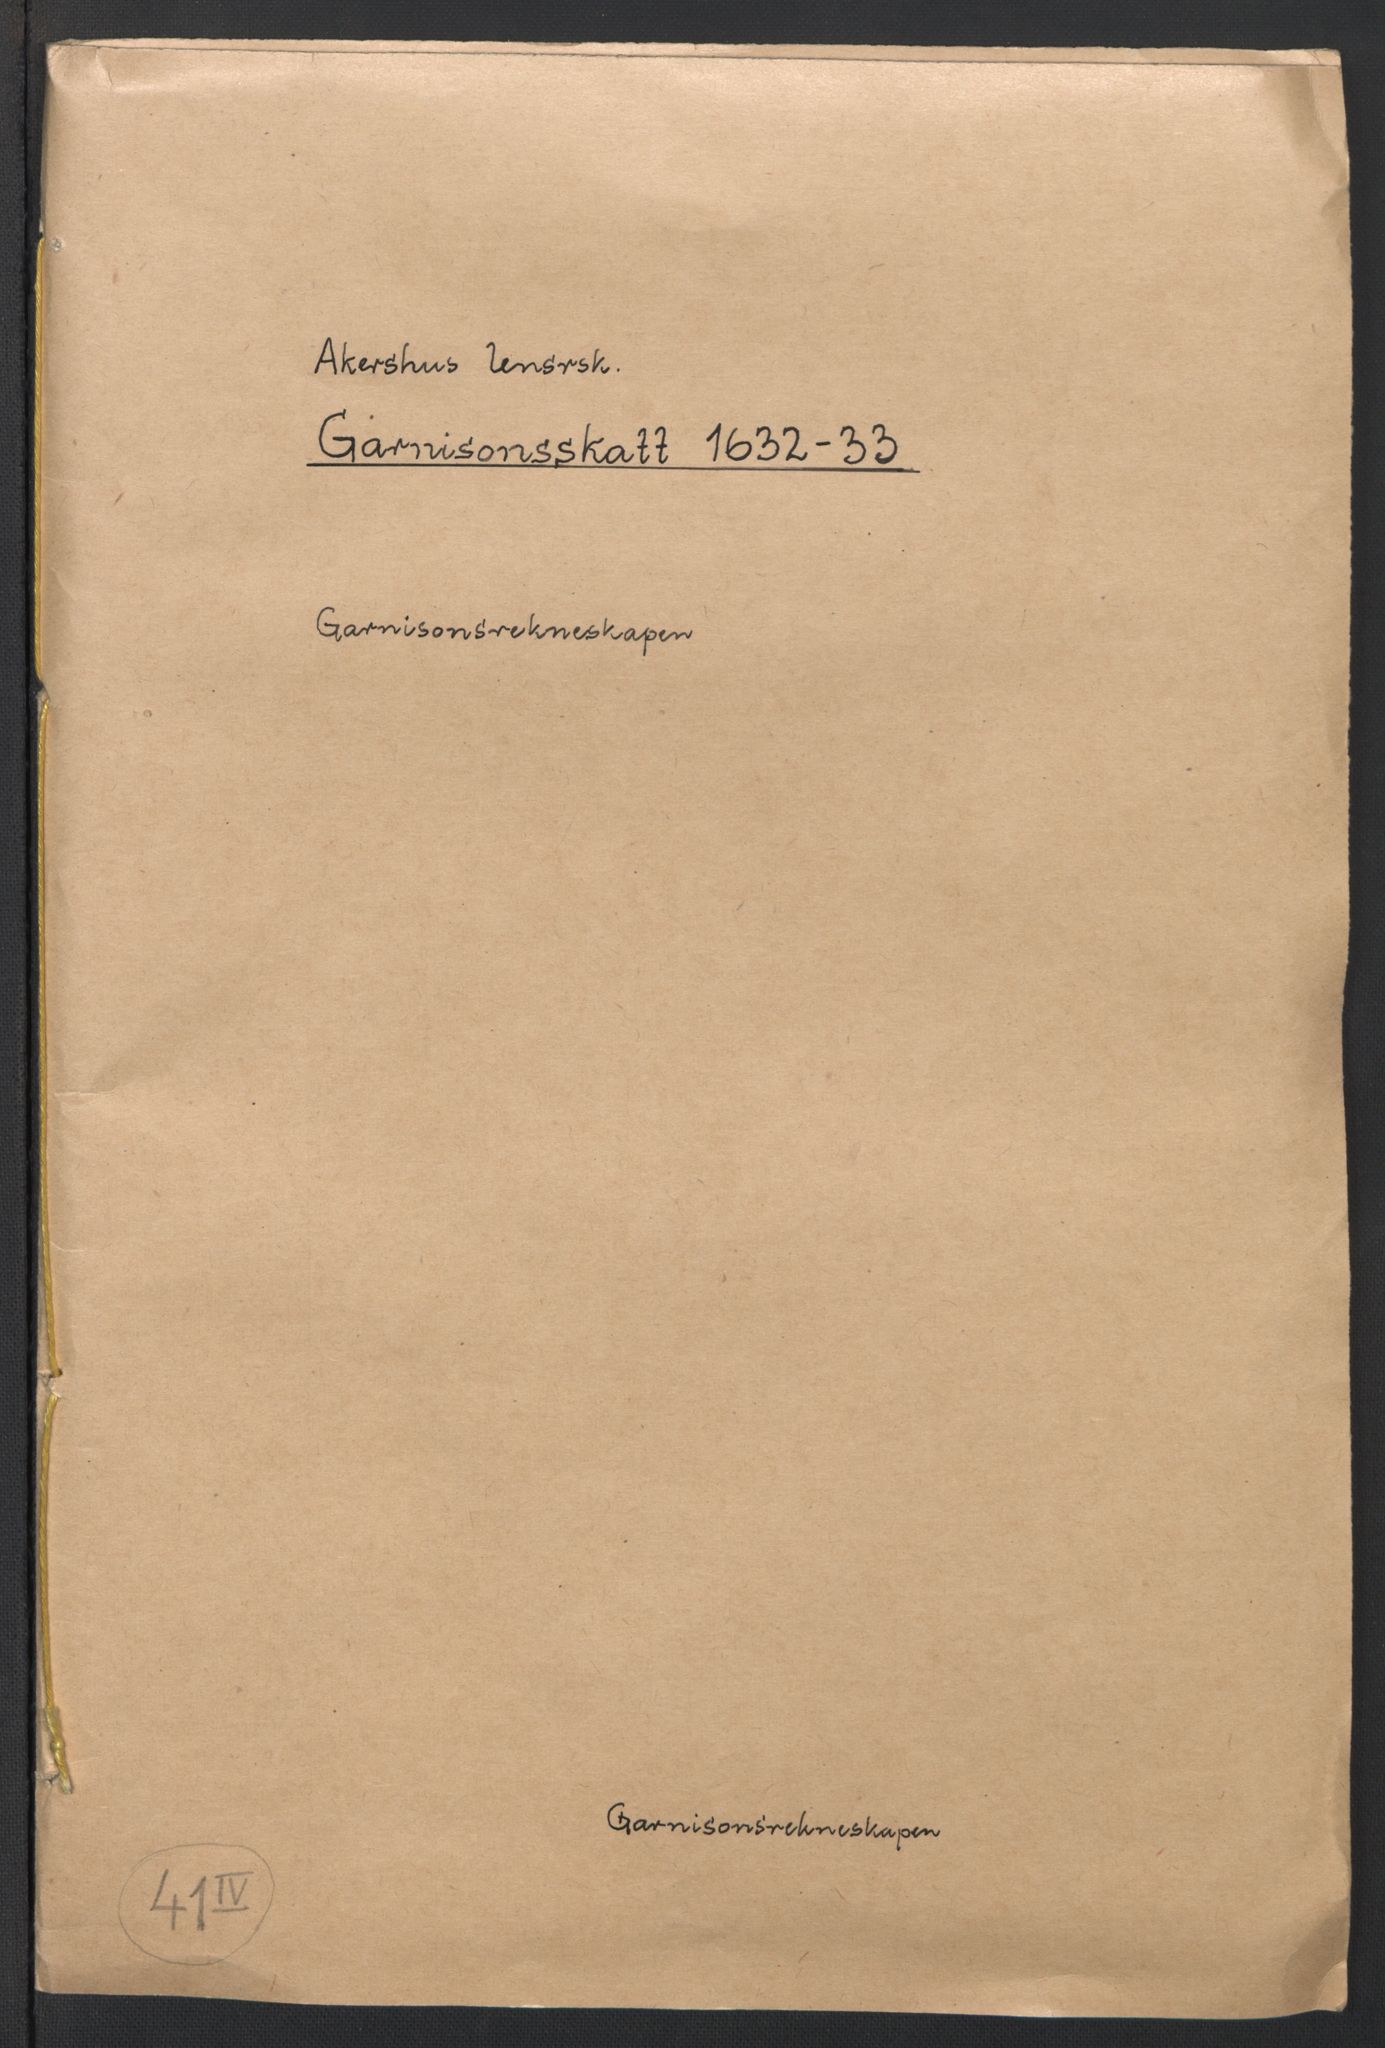 Akershus lensrsk.
Garnisonsskatt 1632-33
Garnisonsrekneskapen
Garnisonsrekneskapen
41 IV